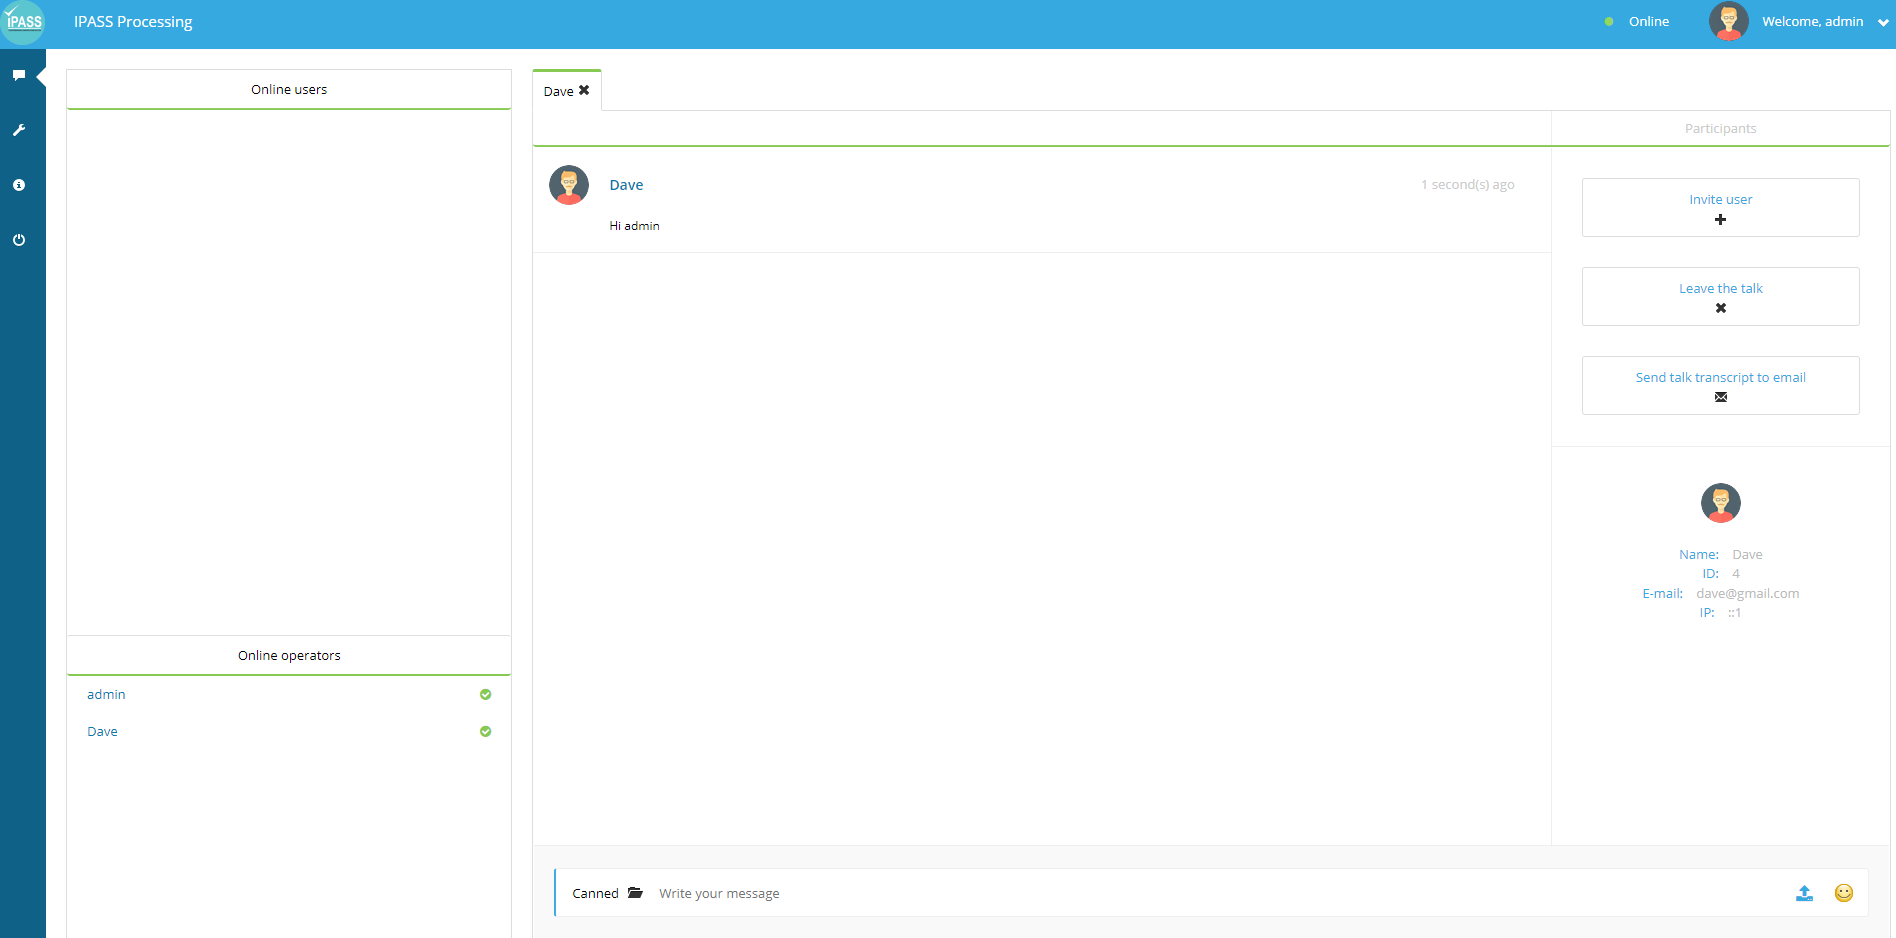 iPASS
IPASS Processing
Online
Welcome, admin
Online users
Dave
Participants
Dave
1 second(s) ago
Hi admin
Invite user
Leave the talk
Send talk transcript to email
Name: Dave
ID: 4
E-mail: dave@gmail.com
IP: ::1
Online operators
admin
Dave
Canned
Write your message